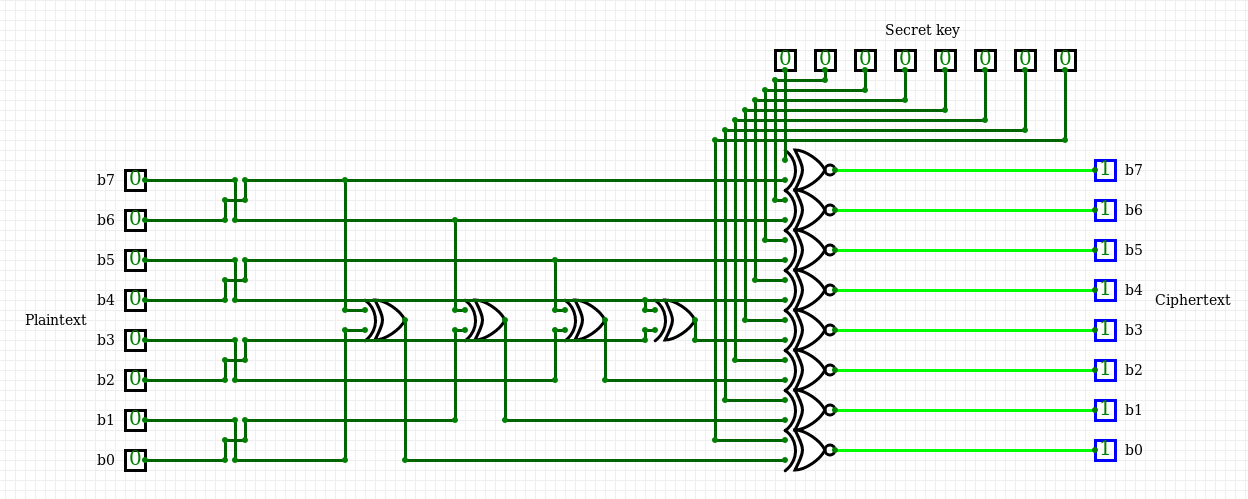 Secret key
0 0 0 0 0 0 0 0
b7 0 1 b7
b6 0 1 b6
b5 0 1 b5
b4 0 1 b4
Plaintext Ciphertext
b3 0 1 b3
b2 0 1 b2
b1 0 1 b1
b0 0 1 b0